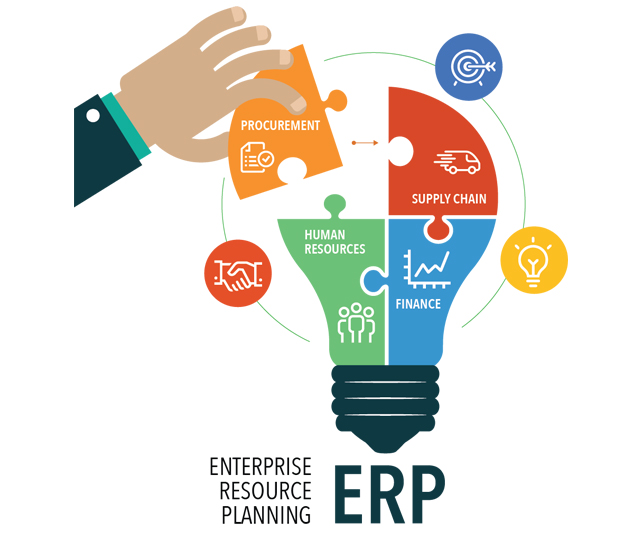 PROCUREMENT
SUPPLY CHAIN
HUMAN
RESOURCES
FINANCE
ENTERPRISE
RESOURCE
PLANNING
ERP